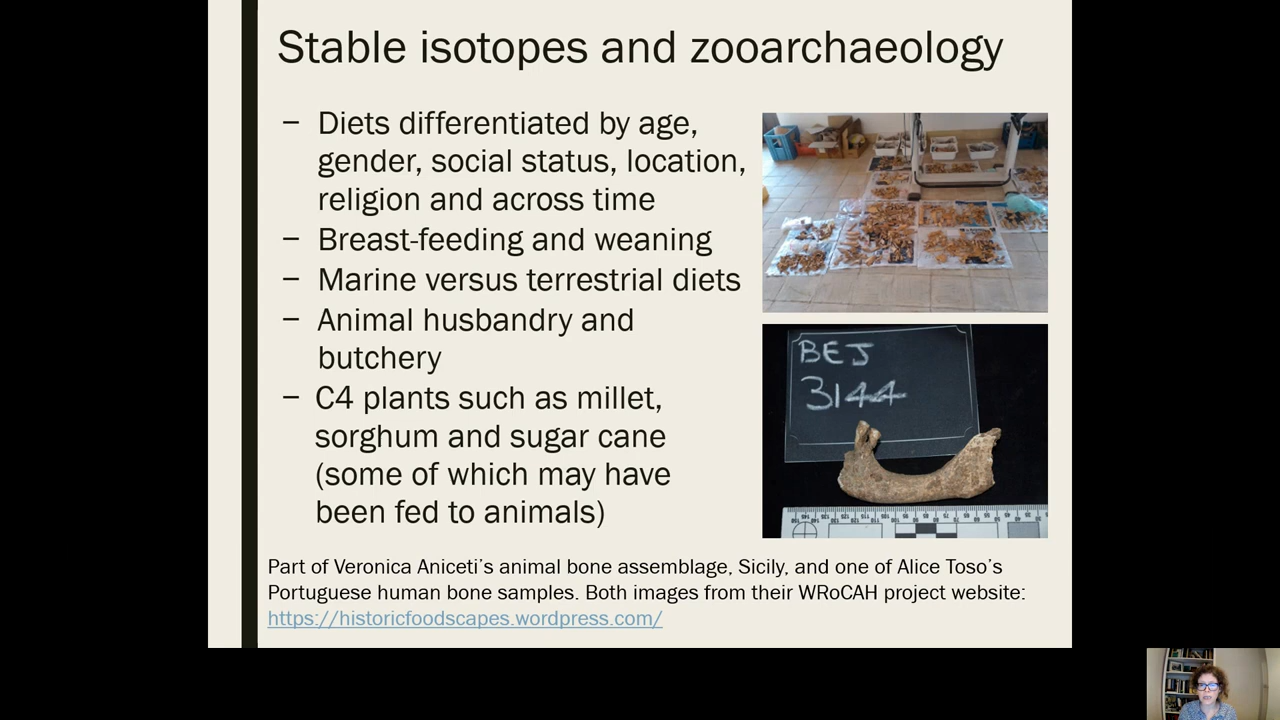 Stable isotopes and zooarchaeology
– Diets differentiated by age,
gender, social status, location,
religion and across time
– Breast-feeding and weaning
– Marine versus terrestrial diets
– Animal husbandry and
butchery
– C4 plants such as millet,
sorghum and sugar cane
(some of which may have
been fed to animals)
BEJ
3144
Part of Veronica Aniceti’s animal bone assemblage, Sicily, and one of Alice Toso’s
Portuguese human bone samples. Both images from their WRoCAH project website:
https://historicfoodscapes.wordpress.com/